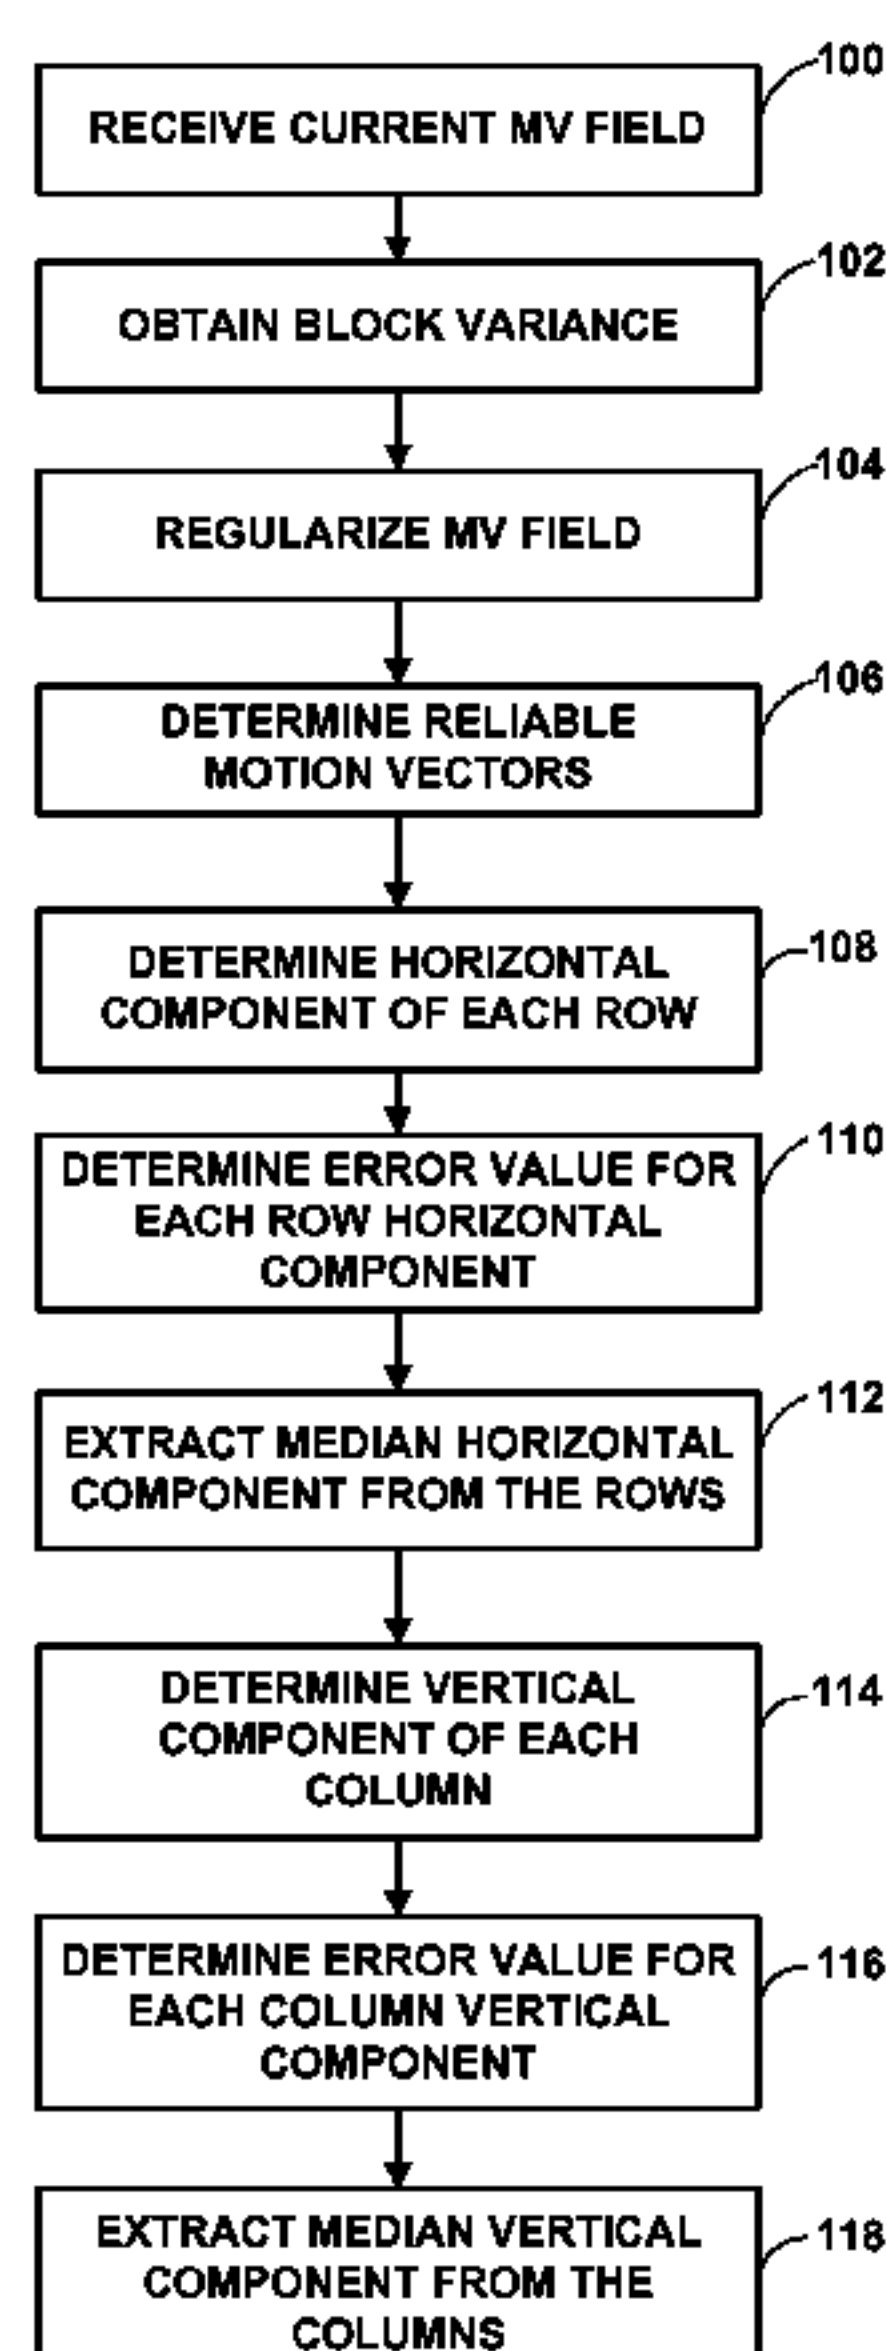 100
RECEIVE CURRENT MV FIELD
102
OBTAIN BLOCK VARIANCE
104
REGULARIZE MV FIELD
106
DETERMINE RELIABLE
MOTION VECTORS
108
DETERMINE HORIZONTAL
COMPONENT OF EACH ROW
110
DETERMINE ERROR VALUE FOR
EACH ROW HORIZONTAL
COMPONENT
112
EXTRACT MEDIAN HORIZONTAL
COMPONENT FROM THE ROWS
114
DETERMINE VERTICAL
COMPONENT OF EACH
COLUMN
116
DETERMINE ERROR VALUE FOR
EACH COLUMN VERTICAL
COMPONENT
118
EXTRACT MEDIAN VERTICAL
COMPONENT FROM THE
COLUMNS